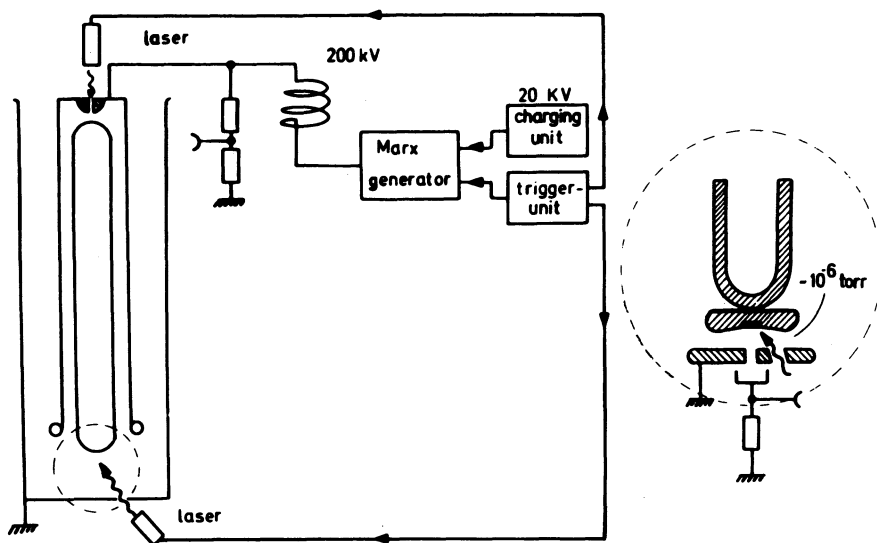 laser
200 kV
20 KV
charging
unit
Marx
generator
trigger-
unit
~10^-6 torr
laser